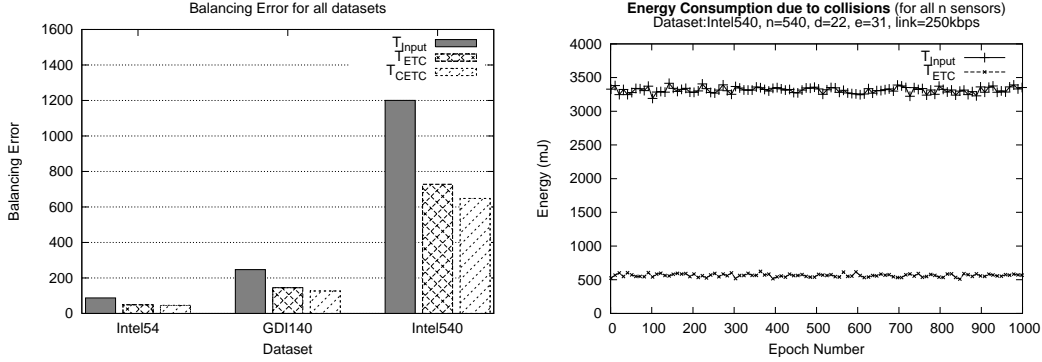 Balancing Error for all datasets
Balancing Error
1600
1400
1200
1000
800
600
400
200
0
T_Input
T_ETC
T_CETC
Intel54
GDI140
Intel540
Dataset
Energy Consumption due to collisions (for all n sensors)
Dataset:Intel540, n=540, d=22, e=31, link=250kbps
Energy (mJ)
4000
3500
3000
2500
2000
1500
1000
500
0
T_Input
T_ETC
0 100 200 300 400 500 600 700 800 900 1000
Epoch Number